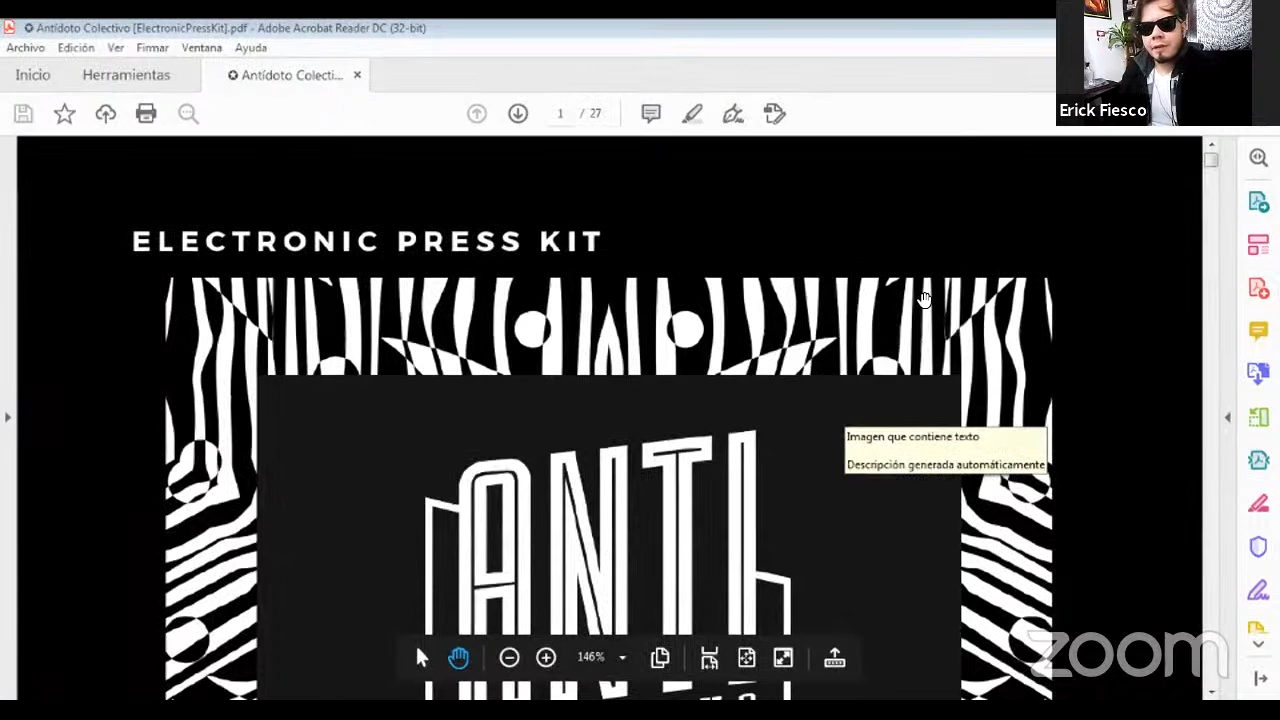 ✪ Antídoto Colectivo [ElectronicPressKit].pdf - Adobe Acrobat Reader DC (32-bit)
Archivo Edición Ver Firmar Ventana Ayuda
Inicio Herramientas ✪ Antídoto Colecti... ×
1 / 27
Erick Fiesco
ELECTRONIC PRESS KIT
Imagen que contiene texto
Descripción generada automáticamente
ANTI
146%
zoom